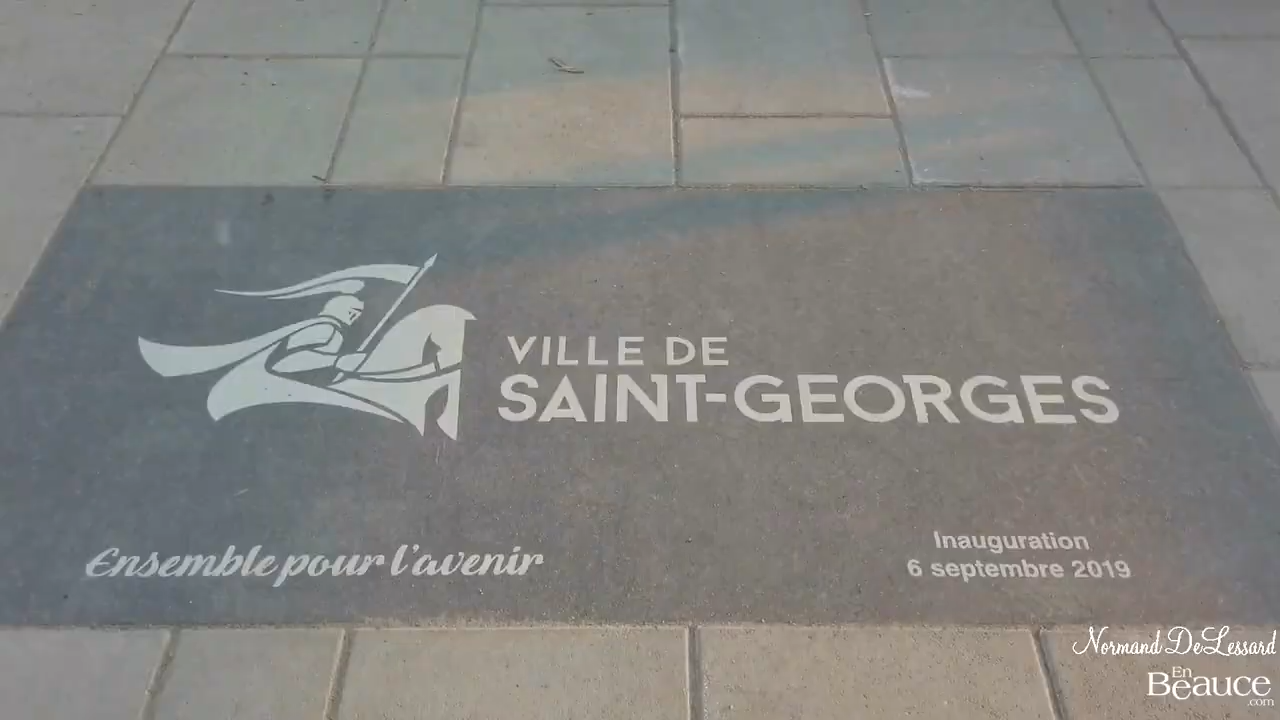 VILLE DE
SAINT-GEORGES
Ensemble pour l'avenir
Inauguration
6 septembre 2019
Normand DeLessard
En
Beauce
.com